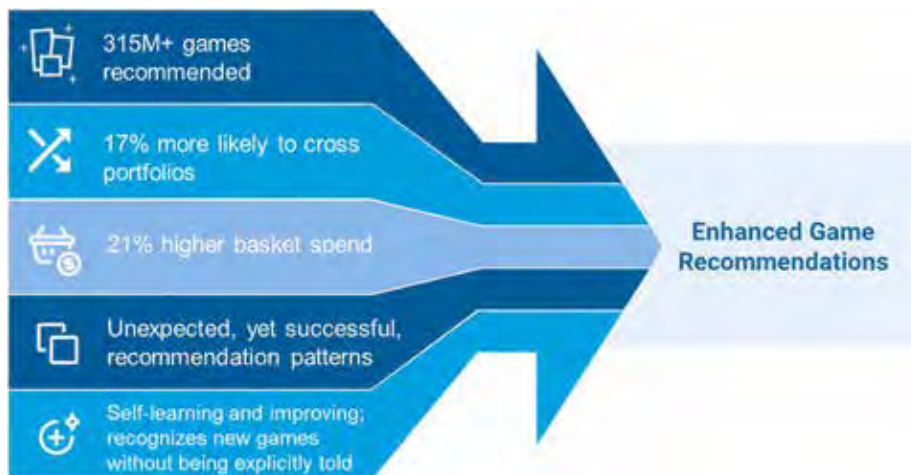 315M+ games
recommended
17% more likely to cross
portfolios
21% higher basket spend
Unexpected, yet successful,
recommendation patterns
Self-learning and improving;
recognizes new games
without being explicitly told
Enhanced Game
Recommendations